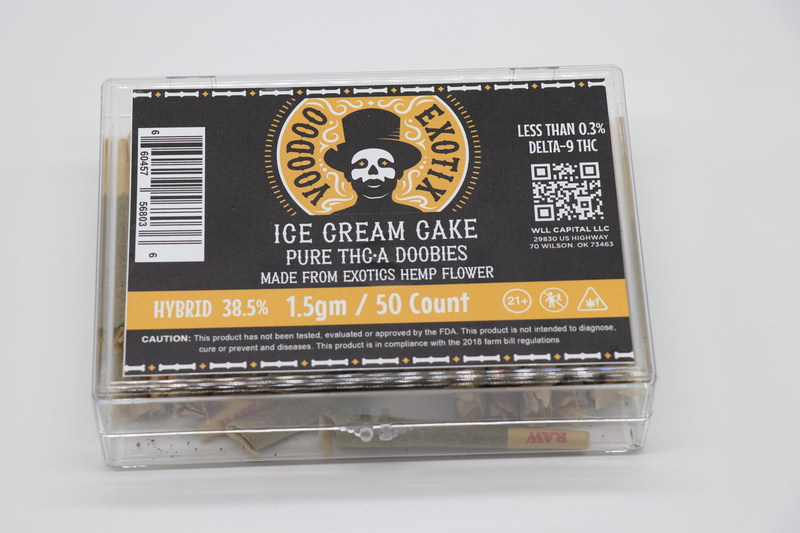 VOODOO EXOTIX
6 60457 56803 6
LESS THAN 0.3%
DELTA-9 THC
WLL CAPITAL LLC
29830 US HIGHWAY
70 WILSON. OK 73463
ICE CREAM CAKE
PURE THC·A DOOBIES
MADE FROM EXOTICS HEMP FLOWER
HYBRID 38.5% 1.5gm / 50 Count
21+
CAUTION: This product has not been tested, evaluated or approved by the FDA. This product is not intended to diagnose,
cure or prevent and diseases. This product is in compliance with the 2018 farm bill regulations
RAW